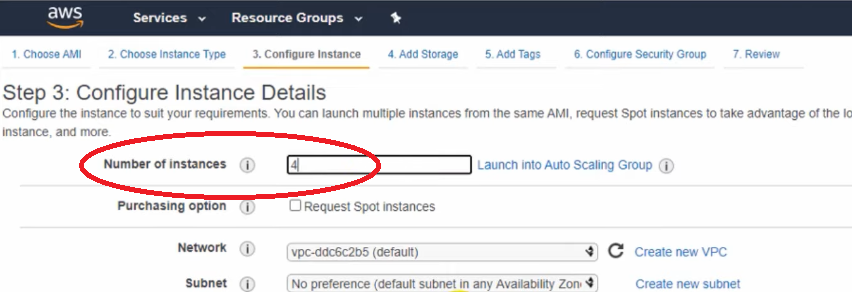 aws
Services Resource Groups
1. Choose AMI 2. Choose Instance Type 3. Configure Instance 4. Add Storage 5. Add Tags 6. Configure Security Group 7. Review
Step 3: Configure Instance Details
Configure the instance to suit your requirements. You can launch multiple instances from the same AMI, request Spot instances to take advantage of the lo
instance, and more.
Number of instances i 4 Launch into Auto Scaling Group i
Purchasing option i Request Spot instances
Network i vpc-ddc6c2b5 (default) Create new VPC
Subnet i No preference (default subnet in any Availability Zon Create new subnet